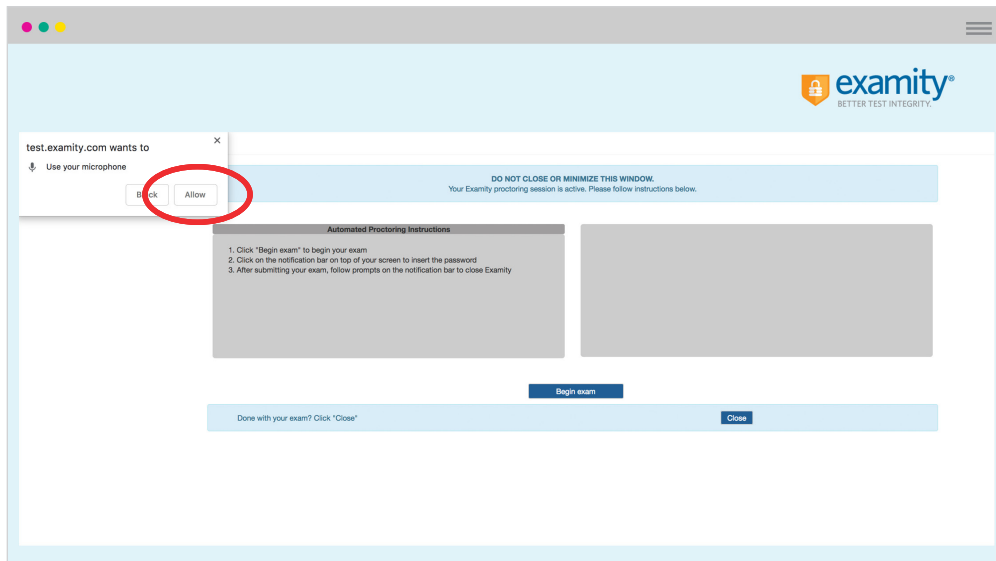 examity®
BETTER TEST INTEGRITY.
test.examity.com wants to
×
Use your microphone
Allow
DO NOT CLOSE OR MINIMIZE THIS WINDOW.
Your Examity proctoring session is active. Please follow instructions below.
Automated Proctoring Instructions
1. Click "Begin exam" to begin your exam
2. Click on the notification bar on top of your screen to insert the password
3. After submitting your exam, follow prompts on the notification bar to close Examity
Begin exam
Done with your exam? Click "Close"
Close